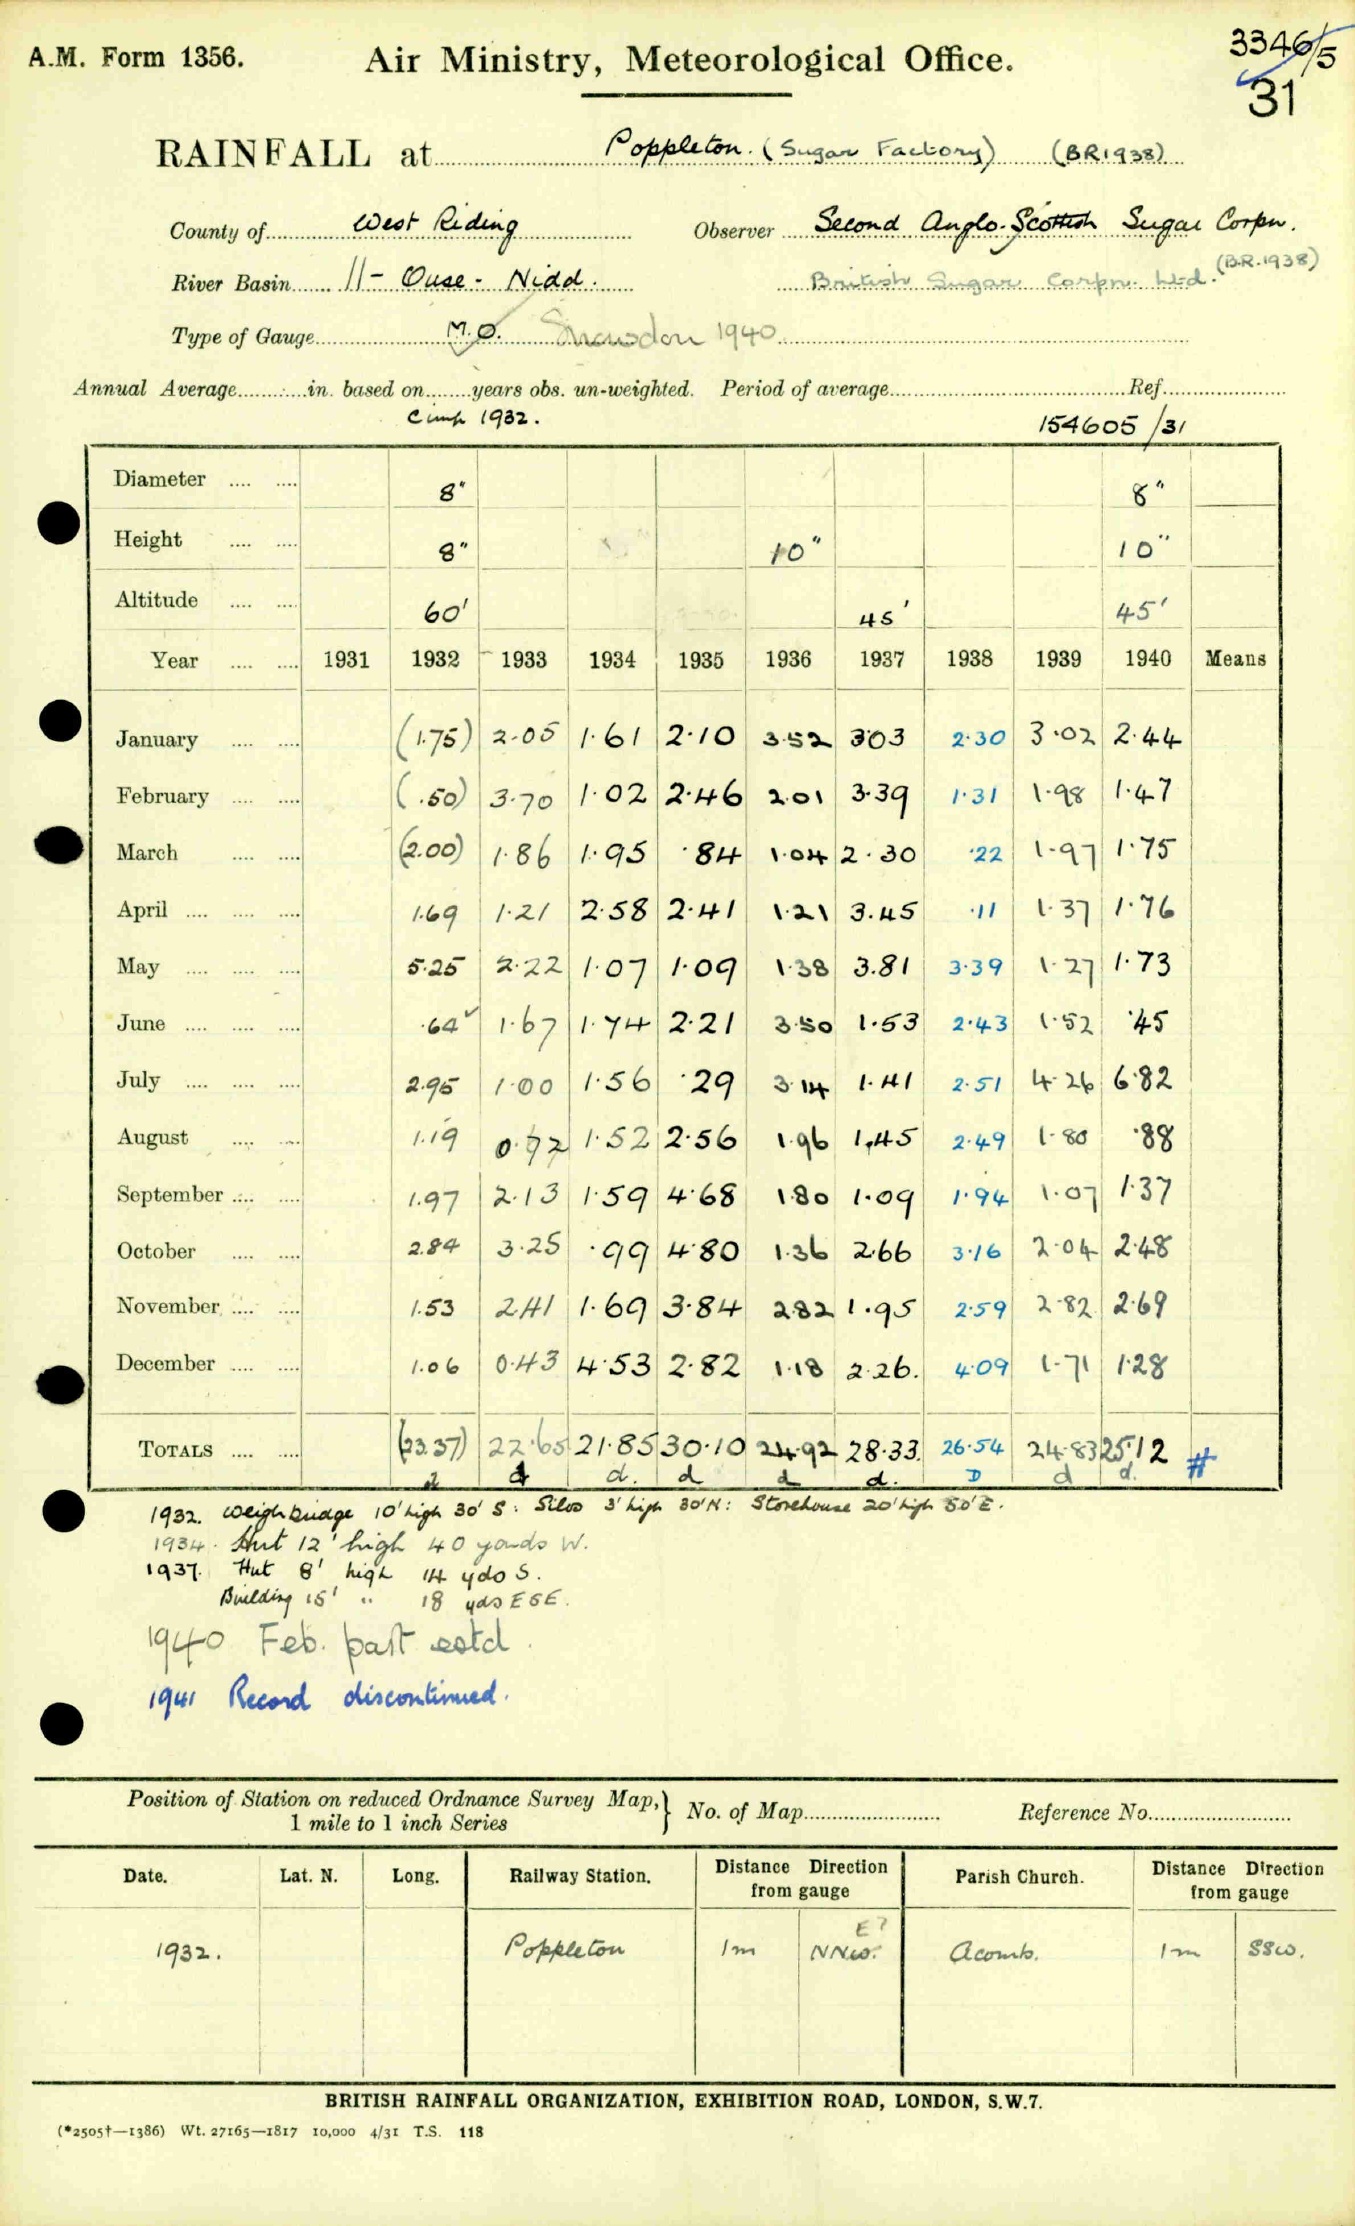 A.M. Form 1356.
Air Ministry, Meteorological Office.
3346/5
31
RAINFALL at Poppleton. (Sugar Factory) (BR1938)
County of West Riding Observer Second Anglo-Scottish Sugar Corpn.
River Basin 11 - Ouse - Nidd. British Sugar Corpn. Ltd. (B.R.1938)
Type of Gauge M.O. Snowdon 1940
Annual Average in. based on years obs. un-weighted. Period of average Ref.
1932. 154605/31
Diameter 8" 8"
Height 8" 10" 10"
Altitude 60' 45' 45'
Year 1931 1932 1933 1934 1935 1936 1937 1938 1939 1940 Means
January (1.75) 2.05 1.61 2.10 3.52 3.03 2.30 3.02 2.44
February (.50) 3.70 1.02 2.46 2.01 3.39 1.31 1.98 1.47
March (2.00) 1.86 1.95 .84 1.04 2.30 .22 1.97 1.75
April 1.69 1.21 2.58 2.41 1.21 3.45 .11 1.37 1.76
May 5.25 2.22 1.07 1.09 1.38 3.81 3.39 1.27 1.73
June .64 1.67 1.74 2.21 3.50 1.53 2.43 1.52 .45
July 2.95 1.00 1.56 .29 3.14 1.41 2.51 4.26 6.82
August 1.19 0.72 1.52 2.56 1.96 1.45 2.49 1.80 .88
September 1.97 2.13 1.59 4.68 1.80 1.09 1.94 1.07 1.37
October 2.84 3.25 .99 4.80 1.36 2.66 3.16 2.04 2.48
November 1.53 2.41 1.69 3.84 2.82 1.95 2.59 2.82 2.69
December 1.06 0.43 4.53 2.82 1.18 2.26. 4.09 1.71 1.28
TOTALS (23.37) 22.65 21.85 30.10 24.92 28.33. 26.54 24.83 25.12 #
d d d. d d d. D d d.
1932. Weighbridge 10' high 30' S: Silos 3' high 30' N: Storehouse 20' high 50' E.
1934. Hut 12' high 40 yards W.
1937. Hut 8' high 14 yds S.
Building 15' " 18 yds ESE.
1940 Feb. part estd.
1941 Record discontinued.
Position of Station on reduced Ordnance Survey Map,
1 mile to 1 inch Series
No. of Map Reference No.
Date. Lat. N. Long. Railway Station. Distance Direction from gauge Parish Church. Distance Direction from gauge
E?
1932. Poppleton 1m NNW. Acomb. 1m SSW.
BRITISH RAINFALL ORGANIZATION, EXHIBITION ROAD, LONDON, S.W.7.
(*2505†—1386) Wt. 27165—1817 10,000 4/31 T.S. 118